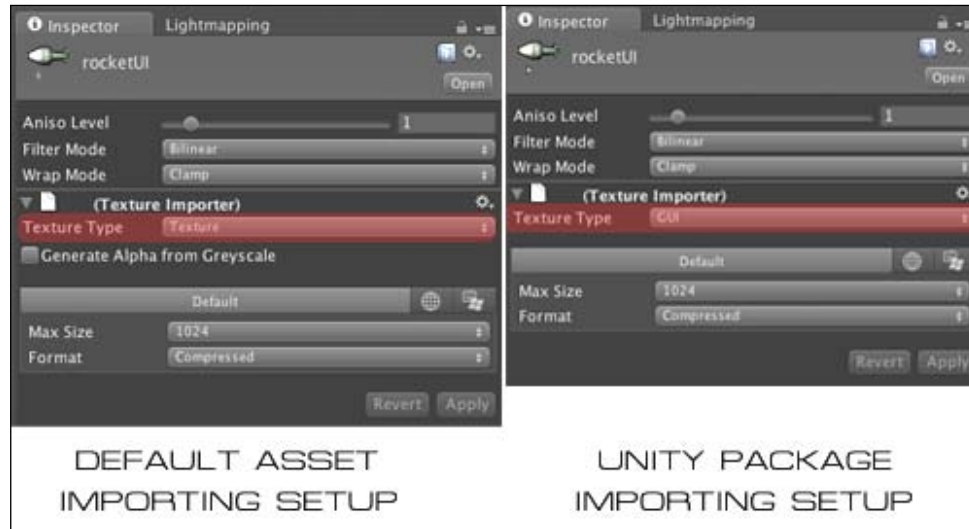 Inspector
Lightmapping
rocketUI
Open
Aniso Level
1
Filter Mode
Bilinear
Wrap Mode
Clamp
(Texture Importer)
Texture Type
Texture
Generate Alpha from Greyscale
Default
Max Size
1024
Format
Compressed
Revert
Apply
DEFAULT ASSET
IMPORTING SETUP
Inspector
Lightmapping
rocketUI
Open
Aniso Level
1
Filter Mode
Bilinear
Wrap Mode
Clamp
(Texture Importer)
Texture Type
GUI
Default
Max Size
1024
Format
Compressed
Revert
Apply
UNITY PACKAGE
IMPORTING SETUP